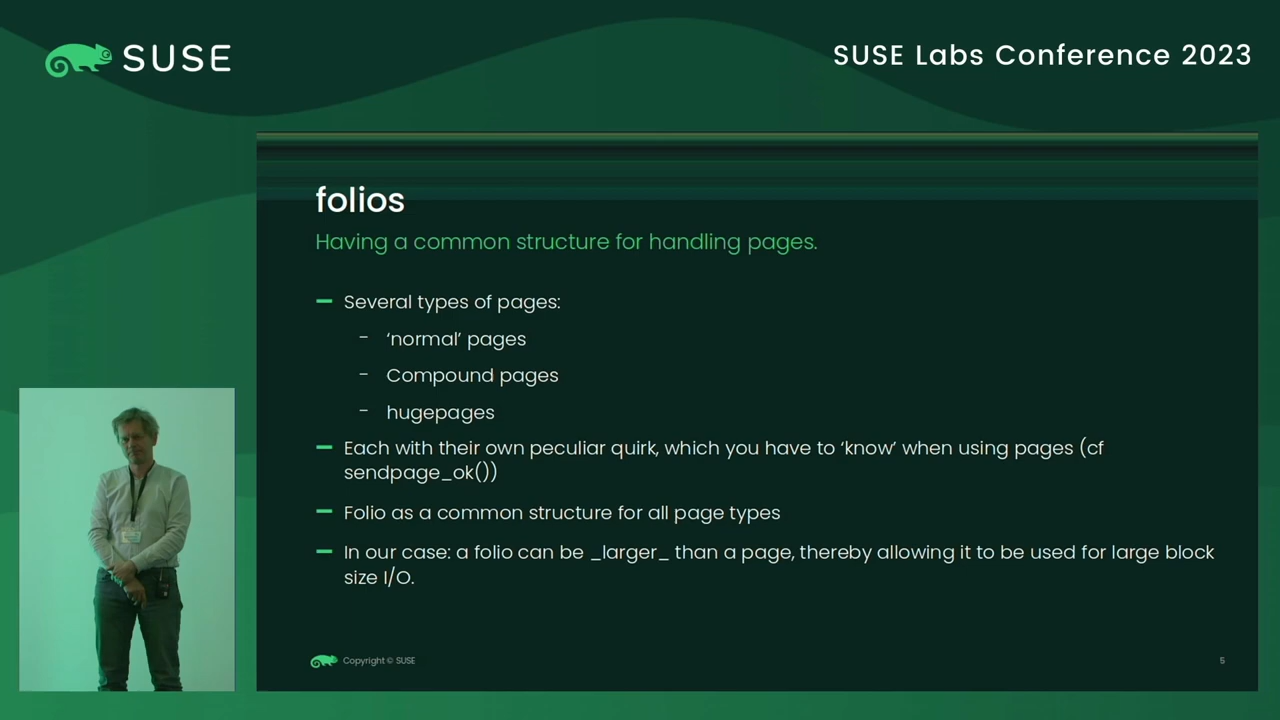 SUSE
SUSE Labs Conference 2023
folios
Having a common structure for handling pages.
Several types of pages:
- ‘normal’ pages
- Compound pages
- hugepages
Each with their own peculiar quirk, which you have to ‘know’ when using pages (cf
sendpage_ok())
Folio as a common structure for all page types
In our case: a folio can be _larger_ than a page, thereby allowing it to be used for large block
size I/O.
Copyright © SUSE
5